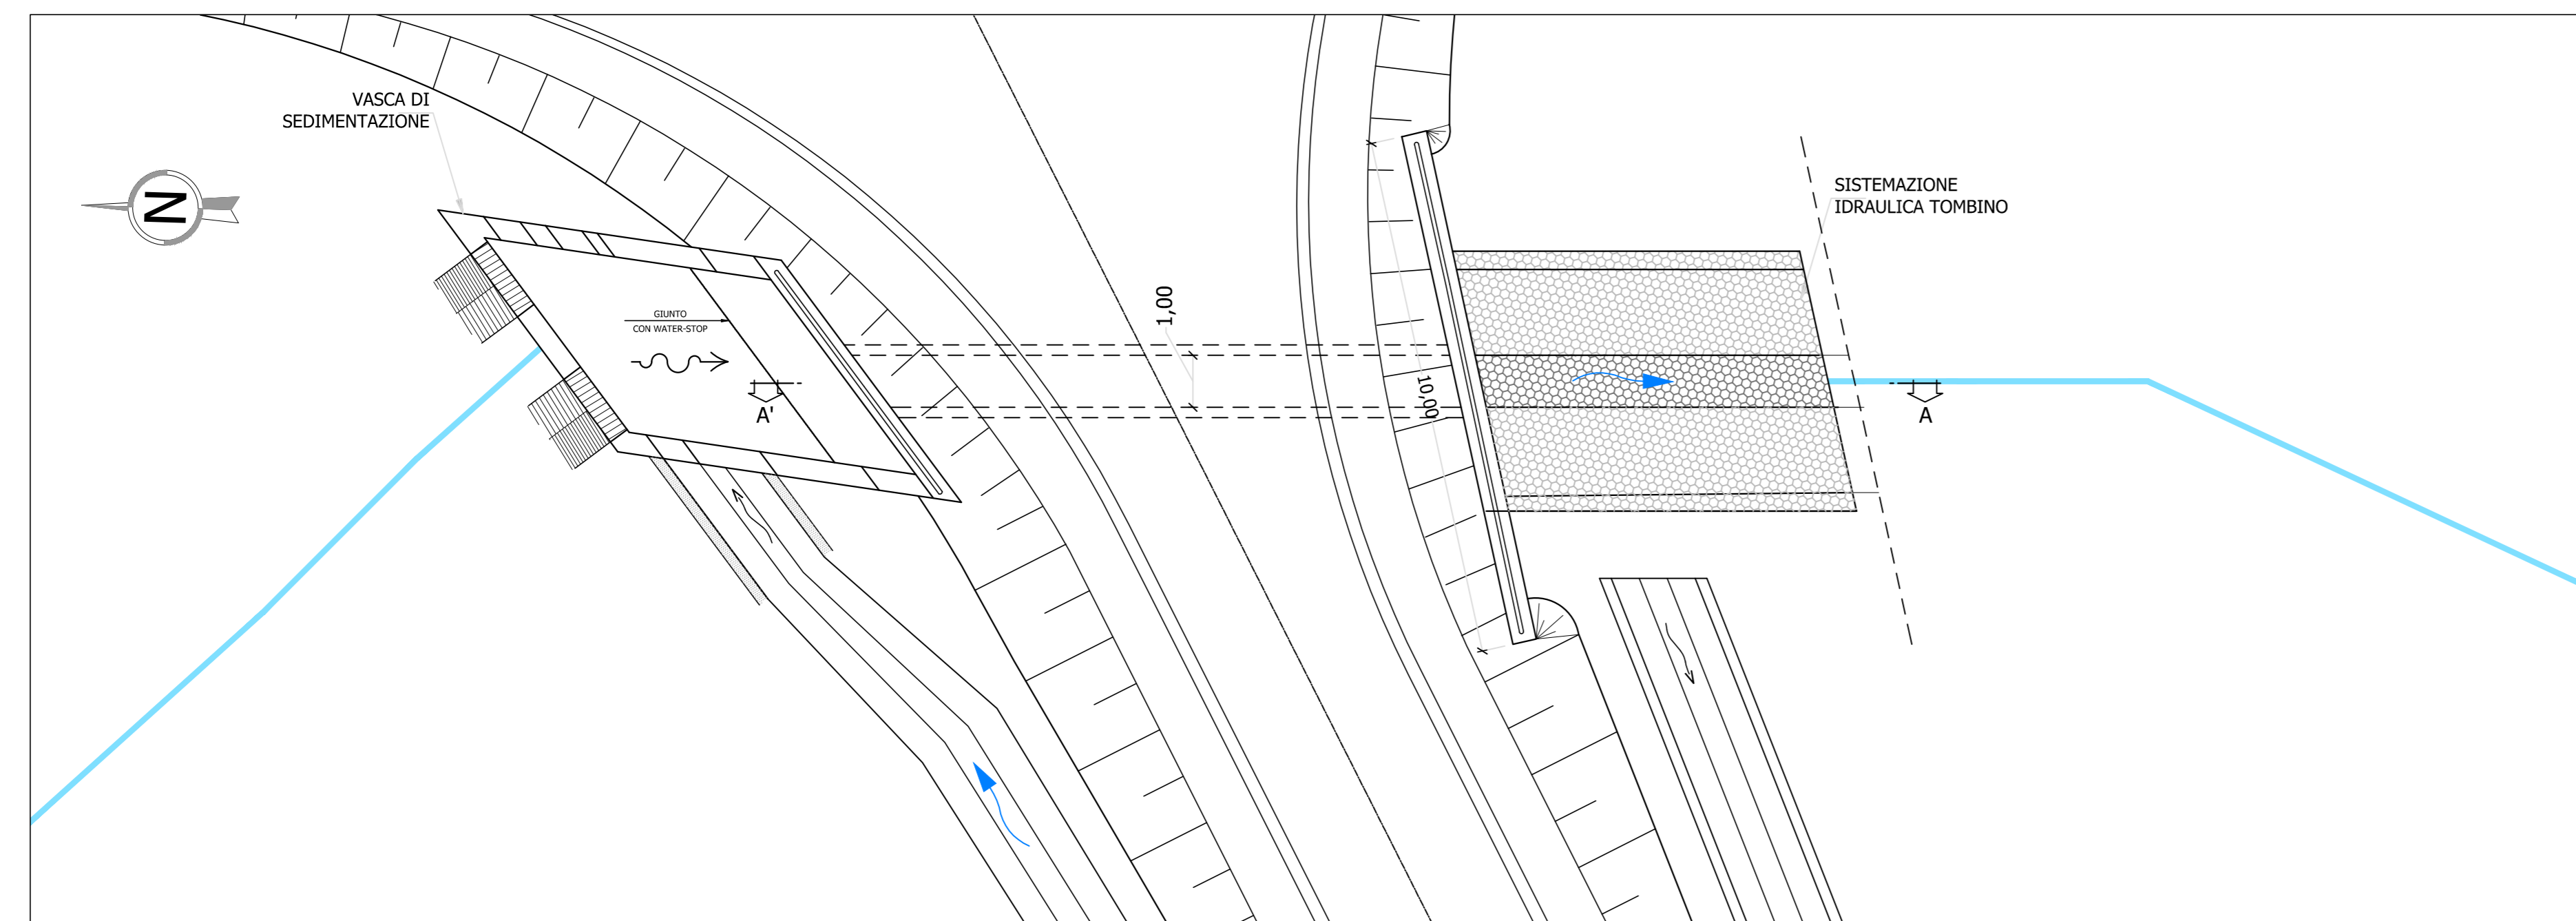 VASCA DI
SEDIMENTAZIONE
N
SISTEMAZIONE
IDRAULICA TOMBINO
GIUNTO
CON WATER-STOP
1,00
10,00
A'
A